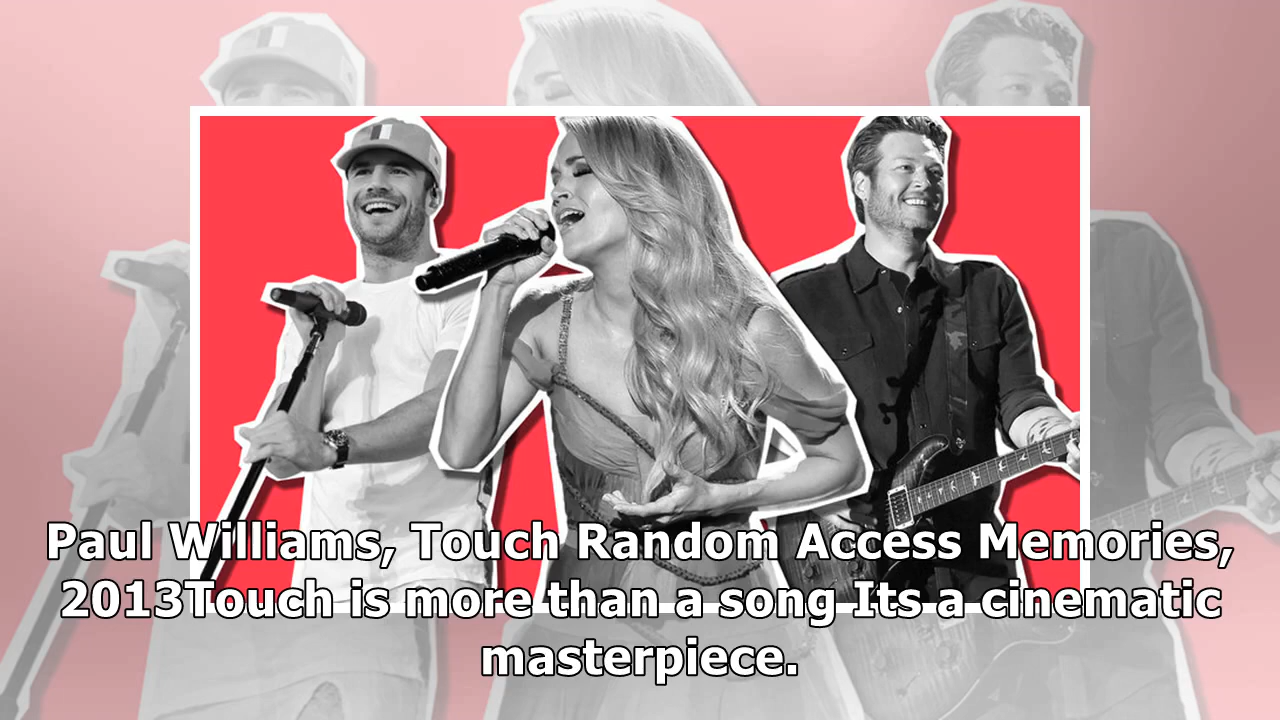 Paul Williams, Touch Random Access Memories,
2013Touch is more than a song Its a cinematic
masterpiece.